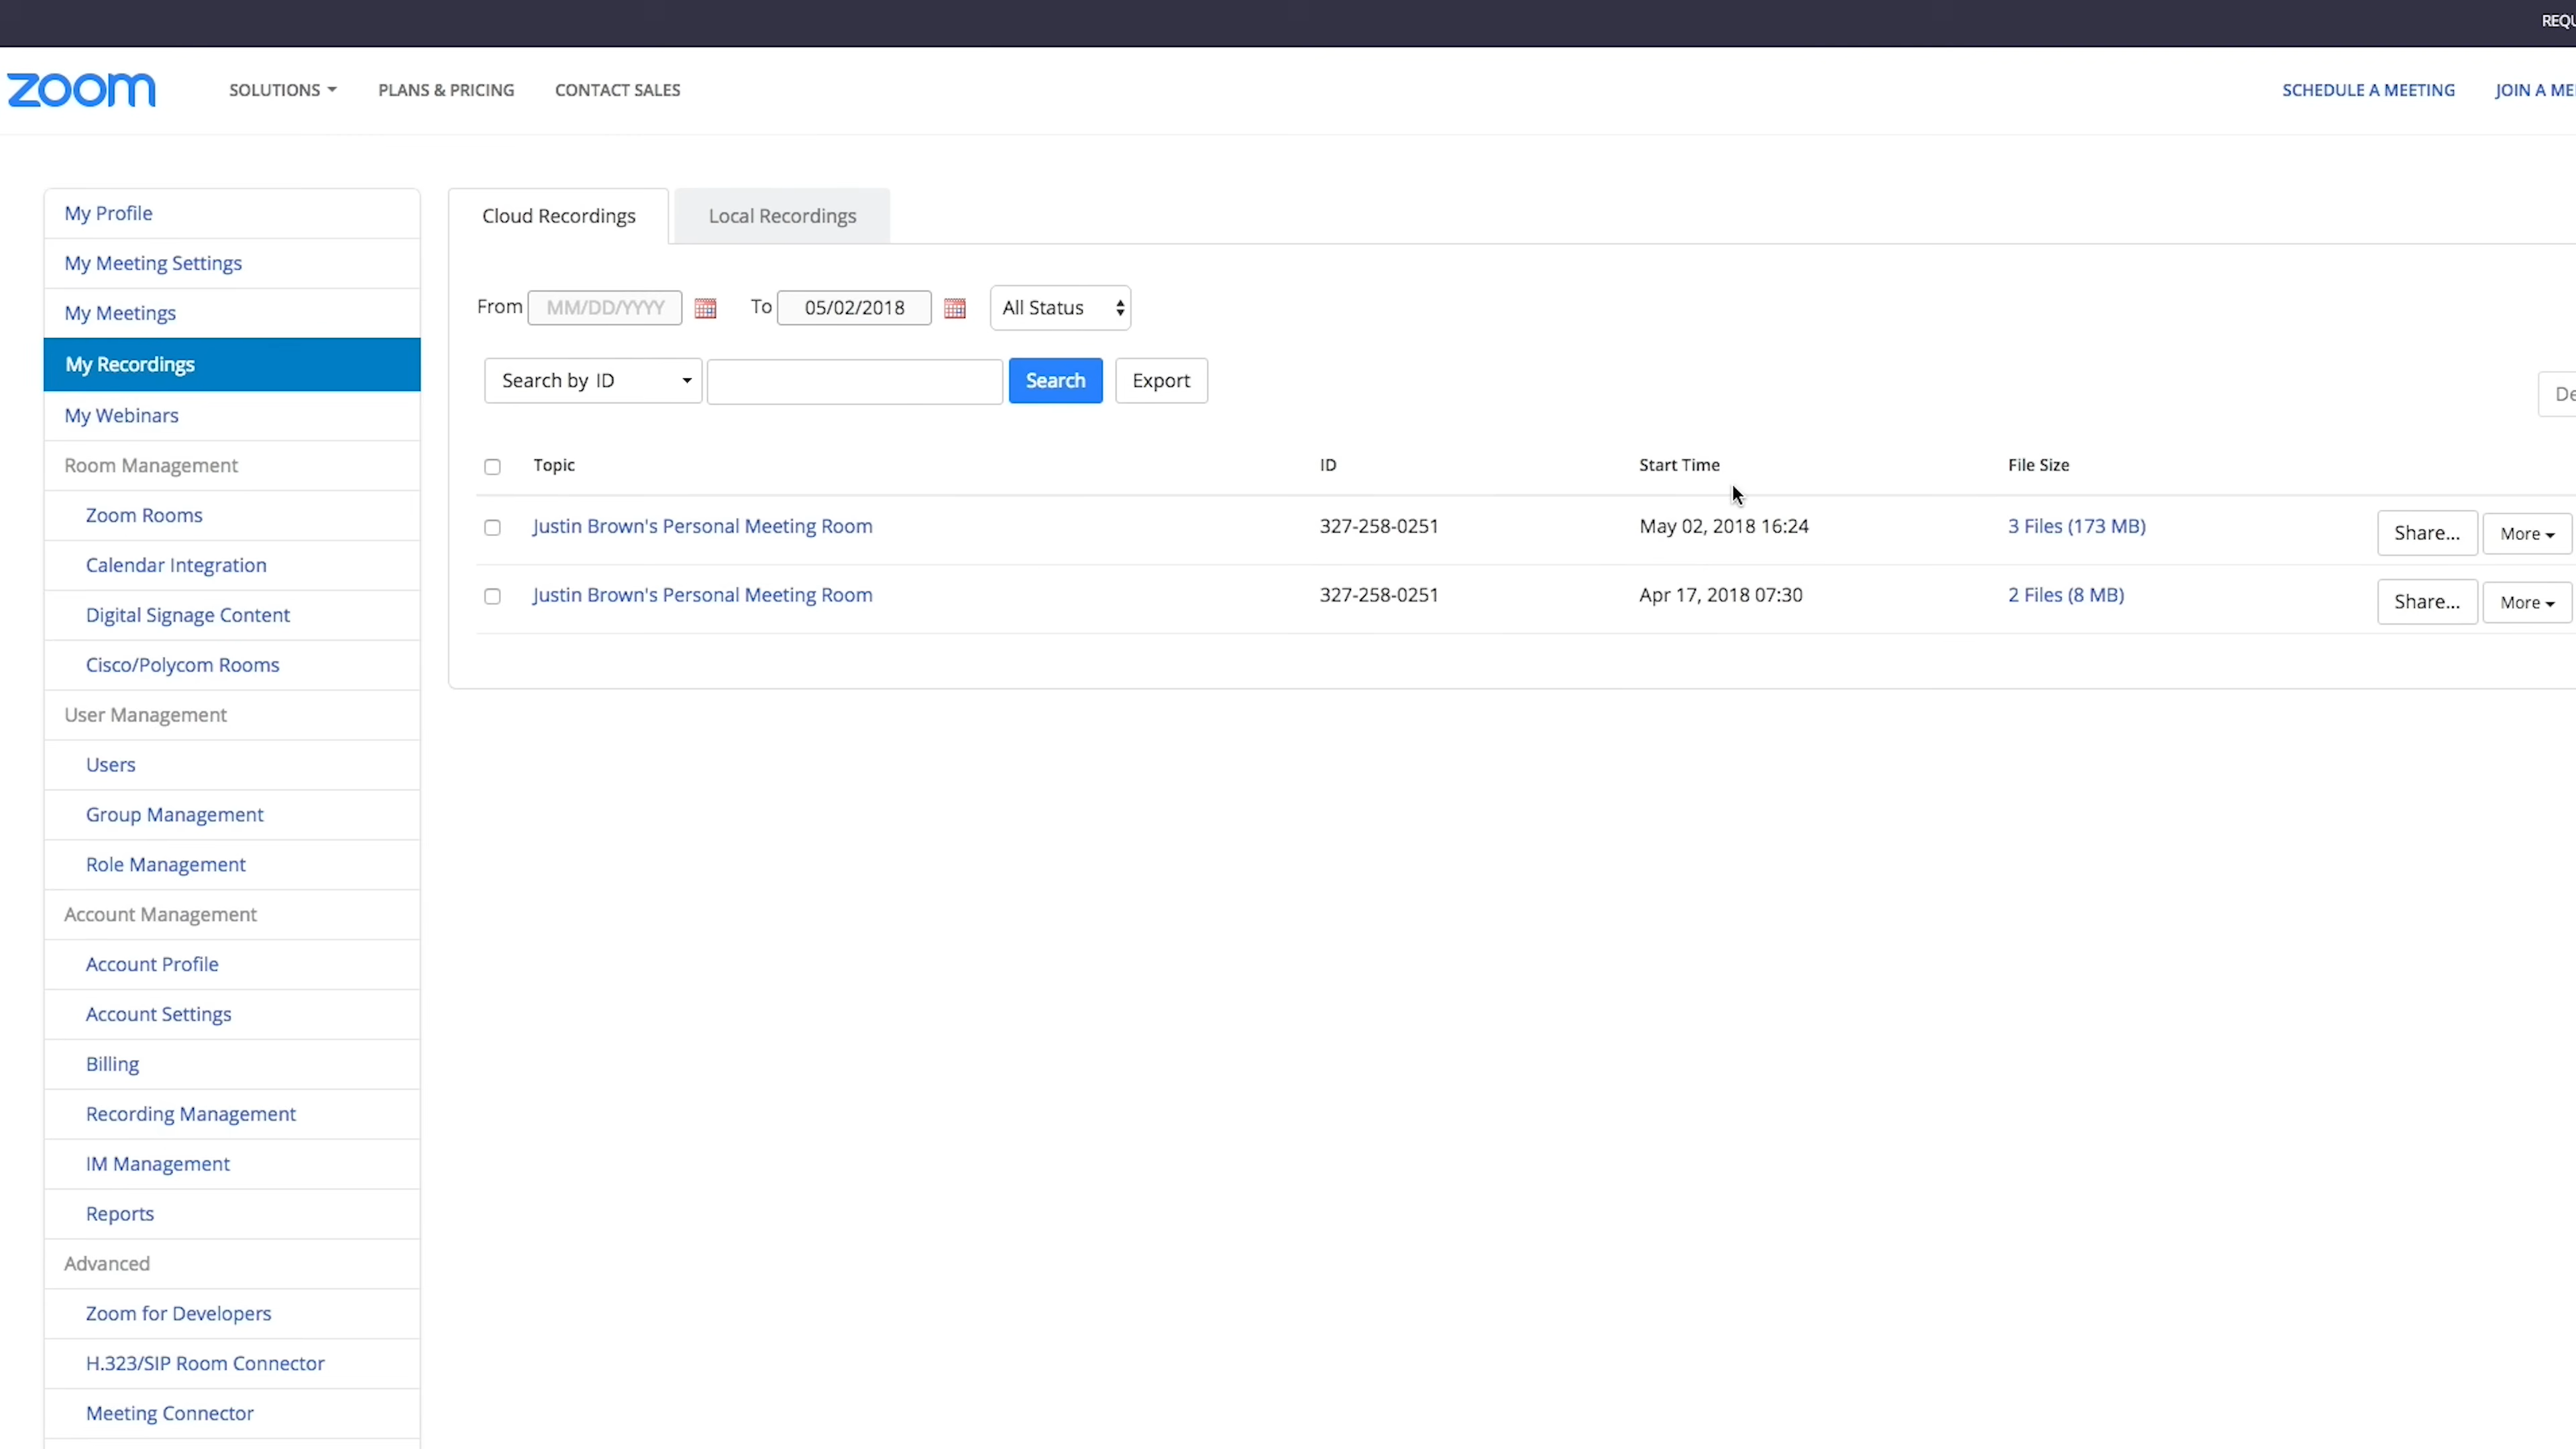 REQU
zoom
SOLUTIONS
PLANS & PRICING
CONTACT SALES
SCHEDULE A MEETING
JOIN A ME
My Profile
My Meeting Settings
My Meetings
My Recordings
My Webinars
Room Management
Zoom Rooms
Calendar Integration
Digital Signage Content
Cisco/Polycom Rooms
User Management
Users
Group Management
Role Management
Account Management
Account Profile
Account Settings
Billing
Recording Management
IM Management
Reports
Advanced
Zoom for Developers
H.323/SIP Room Connector
Meeting Connector
Cloud Recordings
Local Recordings
From MM/DD/YYYY To 05/02/2018 All Status
Search by ID Search Export
De
Topic ID Start Time File Size
Justin Brown's Personal Meeting Room 327-258-0251 May 02, 2018 16:24 3 Files (173 MB) Share... More
Justin Brown's Personal Meeting Room 327-258-0251 Apr 17, 2018 07:30 2 Files (8 MB) Share... More